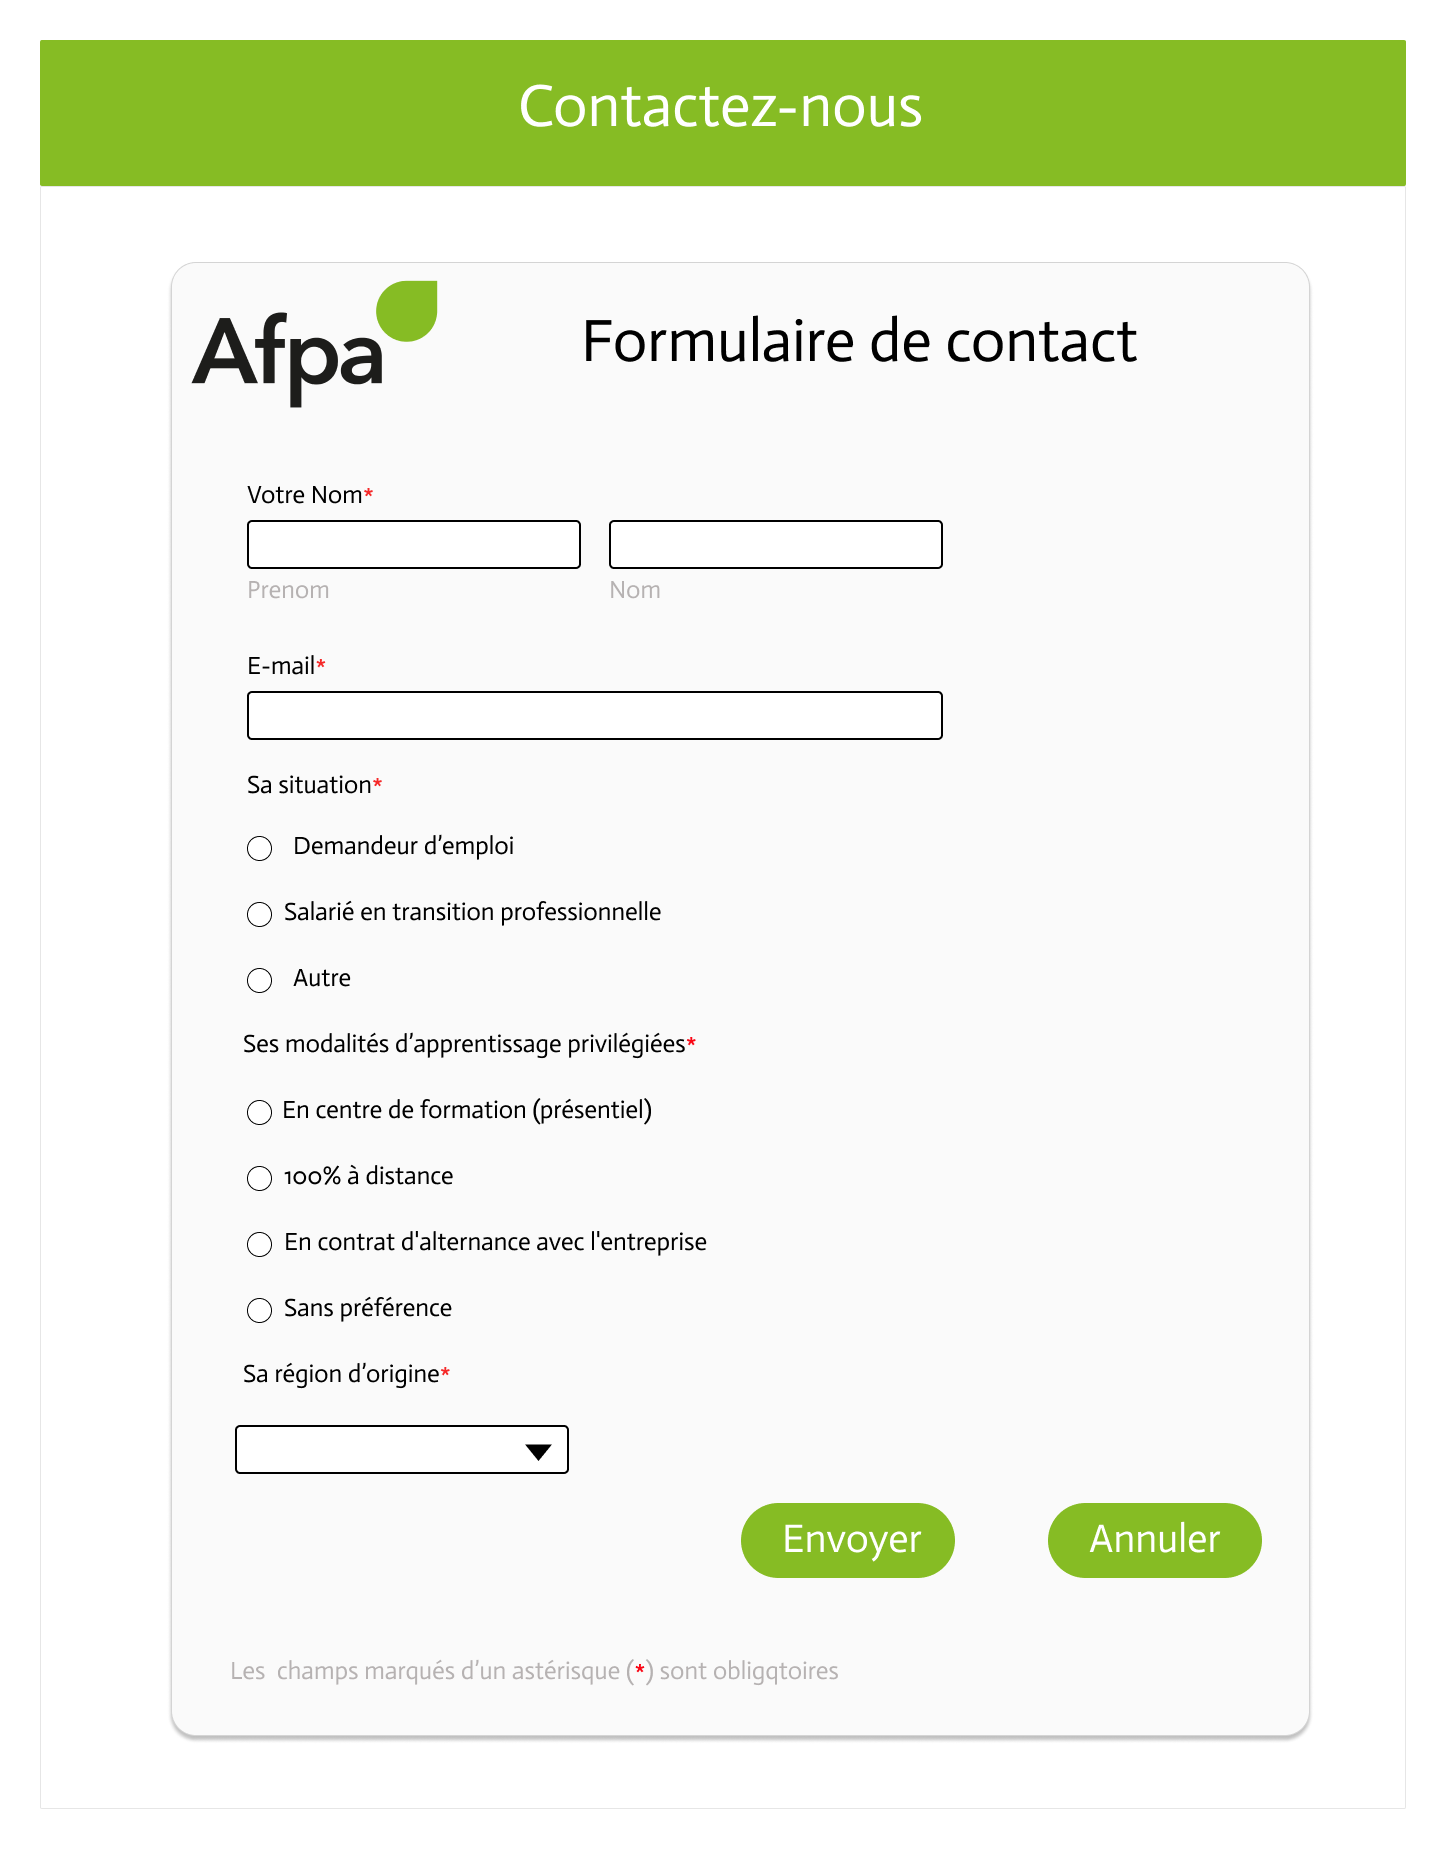 Contactez-nous
Afpa
Formulaire de contact
Votre Nom*
Prenom
Nom
E-mail*
Sa situation*
Demandeur d’emploi
Salarié en transition professionnelle
Autre
Ses modalités d’apprentissage privilégiées*
En centre de formation (présentiel)
100% à distance
En contrat d'alternance avec l'entreprise
Sans préférence
Sa région d’origine*
Envoyer
Annuler
Les  champs marqués d’un astérisque (*) sont obligqtoires